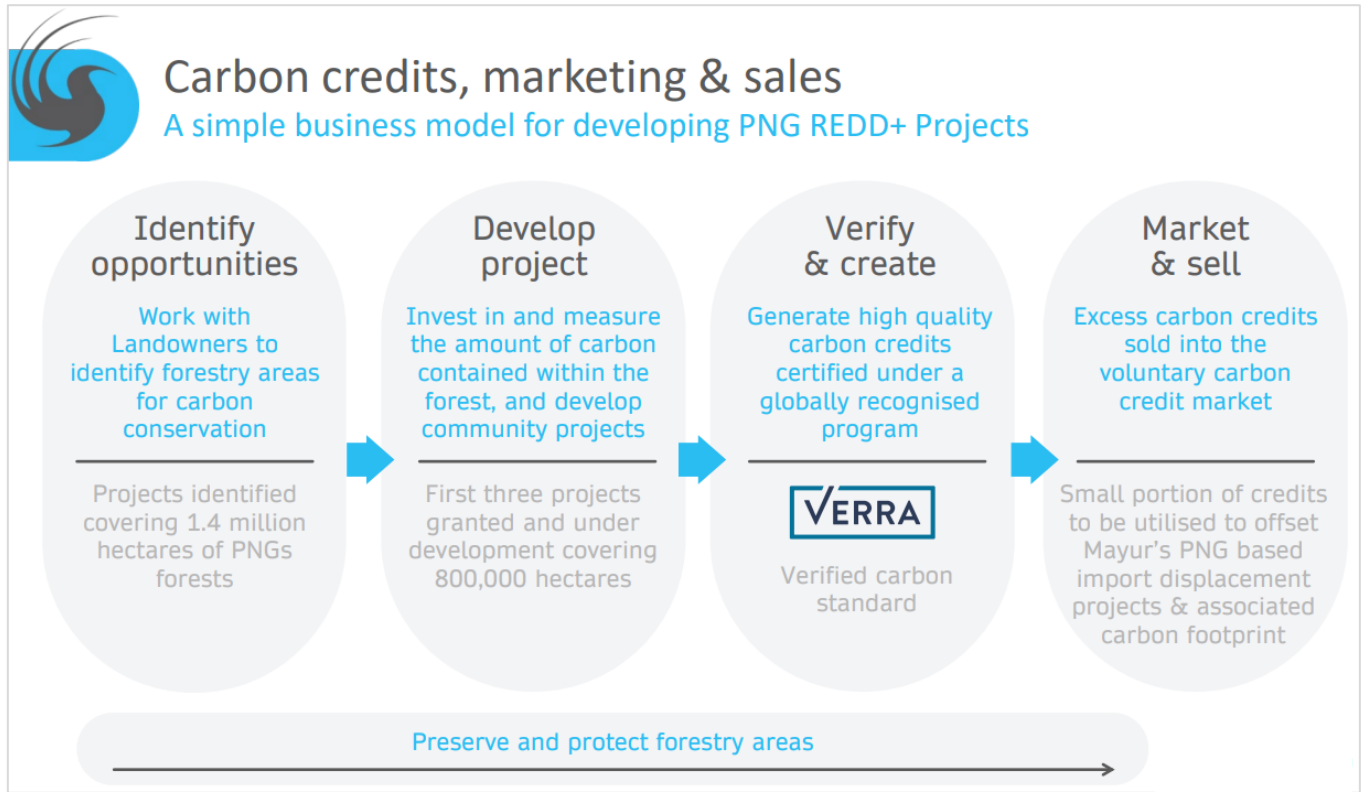 Carbon credits, marketing & sales
A simple business model for developing PNG REDD+ Projects
Identify
opportunities
Work with
Landowners to
identify forestry areas
for carbon
conservation
Projects identified
covering 1.4 million
hectares of PNGs
forests
Develop
project
Invest in and measure
the amount of carbon
contained within the
forest, and develop
community projects
First three projects
granted and under
development covering
800,000 hectares
Verify
& create
Generate high quality
carbon credits
certified under a
globally recognised
program
VERRA
Verified carbon
standard
Market
& sell
Excess carbon credits
sold into the
voluntary carbon
credit market
Small portion of credits
to be utilised to offset
Mayur's PNG based
import displacement
projects & associated
carbon footprint
Preserve and protect forestry areas